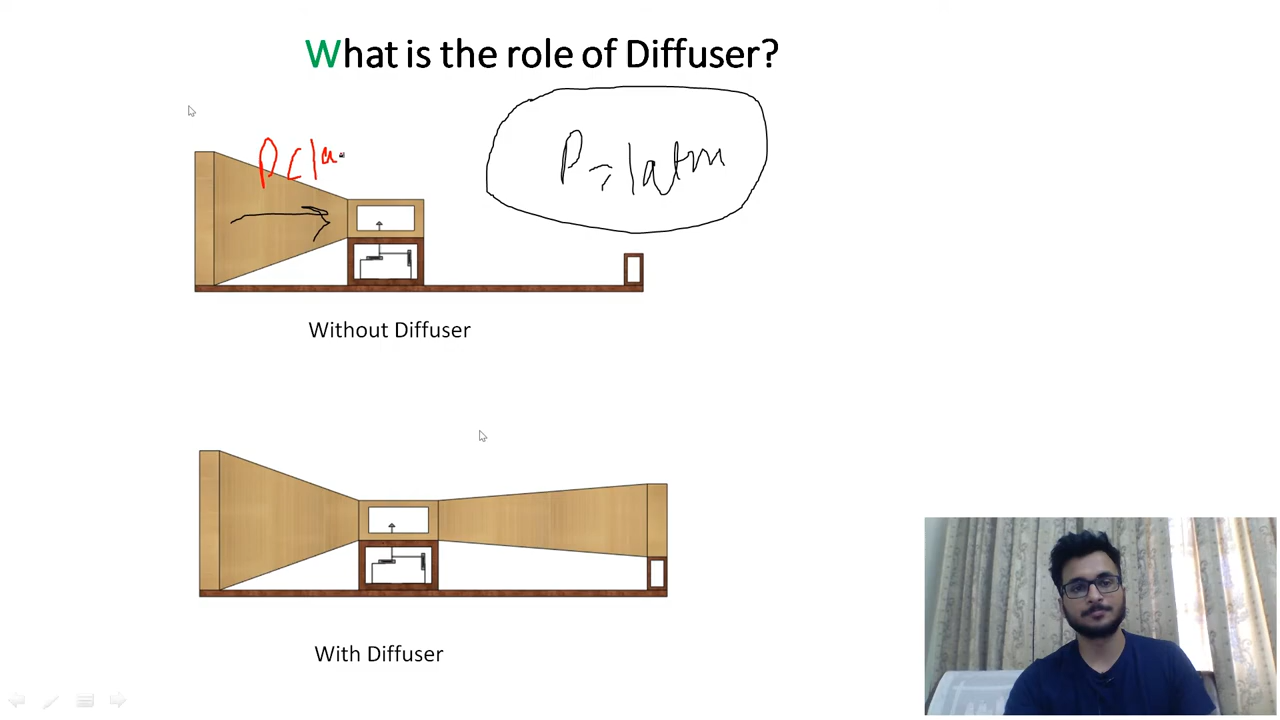 What is the role of Diffuser?
P < 1a
P = 1atm
Without Diffuser
With Diffuser